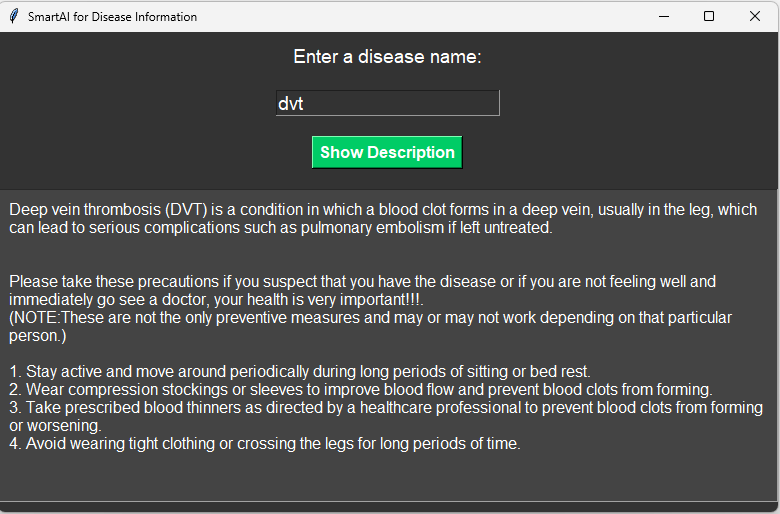 SmartAI for Disease Information
Enter a disease name:
dvt
Show Description
Deep vein thrombosis (DVT) is a condition in which a blood clot forms in a deep vein, usually in the leg, which
can lead to serious complications such as pulmonary embolism if left untreated.
Please take these precautions if you suspect that you have the disease or if you are not feeling well and
immediately go see a doctor, your health is very important!!!.
(NOTE:These are not the only preventive measures and may or may not work depending on that particular
person.)
1. Stay active and move around periodically during long periods of sitting or bed rest.
2. Wear compression stockings or sleeves to improve blood flow and prevent blood clots from forming.
3. Take prescribed blood thinners as directed by a healthcare professional to prevent blood clots from forming
or worsening.
4. Avoid wearing tight clothing or crossing the legs for long periods of time.